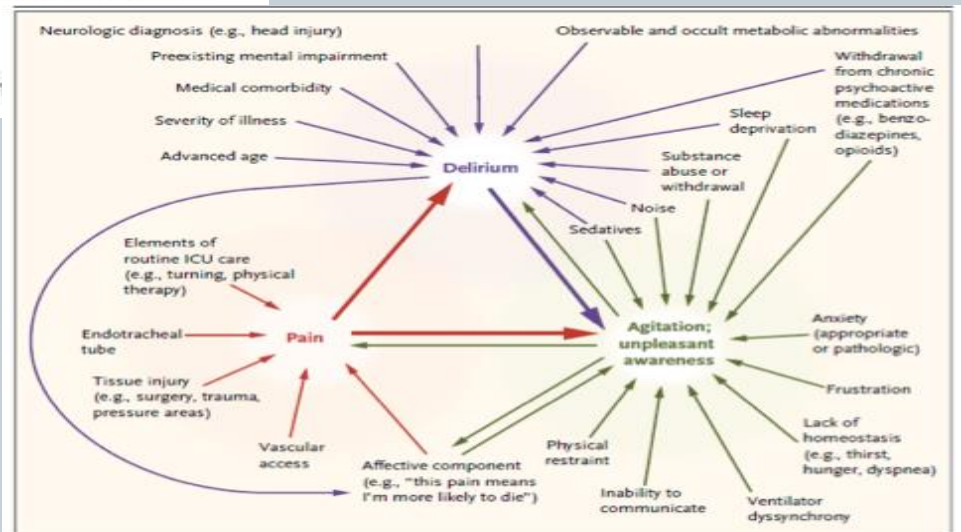 Neurologic diagnosis (e.g., head injury)
Observable and occult metabolic abnormalities
Preexisting mental impairment
Withdrawal
from chronic
psychoactive
medications
(e.g., benzo-
diazepines,
opioids)
Medical comorbidity
Sleep
deprivation
Severity of illness
Substance
abuse or
withdrawal
Advanced age
Delirium
Noise
Sedatives
Elements of
routine ICU care
(e.g., turning, physical
therapy)
Endotracheal
tube
Pain
Agitation;
unpleasant
awareness
Anxiety
(appropriate
or pathologic)
Tissue injury
(e.g., surgery, trauma,
pressure areas)
Frustration
Vascular
access
Affective component
(e.g., “this pain means
I’m more likely to die”)
Physical
restraint
Lack of
homeostasis
(e.g., thirst,
hunger, dyspnea)
Inability to
communicate
Ventilator
dyssynchrony